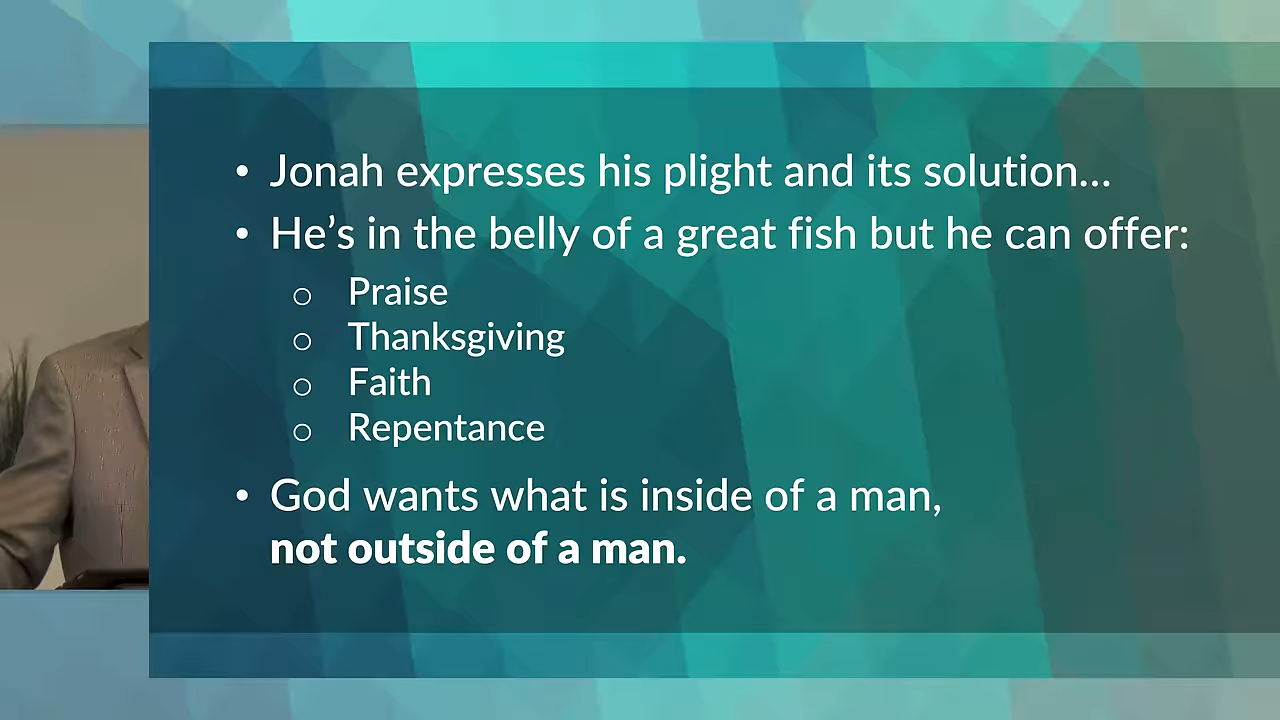 • Jonah expresses his plight and its solution...
• He’s in the belly of a great fish but he can offer:
○ Praise
○ Thanksgiving
○ Faith
○ Repentance
• God wants what is inside of a man,
not outside of a man.